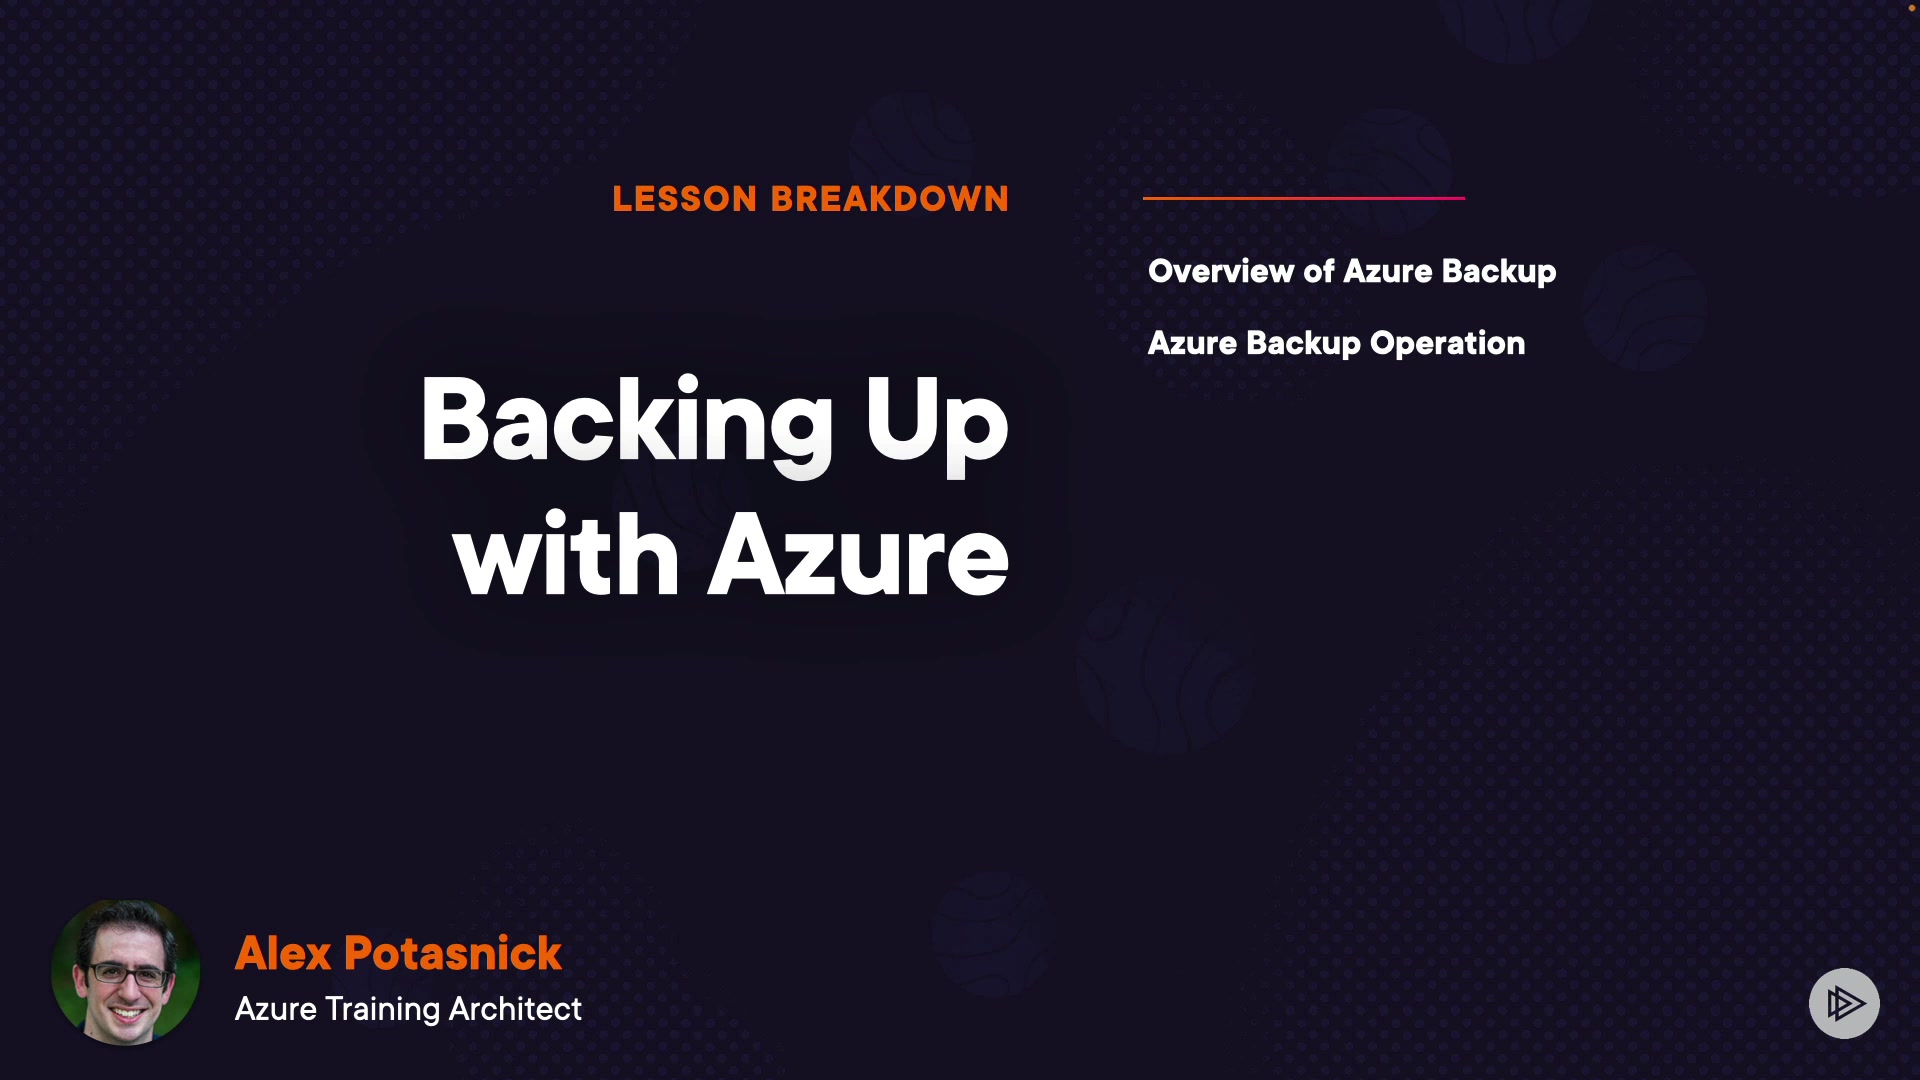 LESSON BREAKDOWN
Backing Up
with Azure
Overview of Azure Backup
Azure Backup Operation
Alex Potasnick
Azure Training Architect